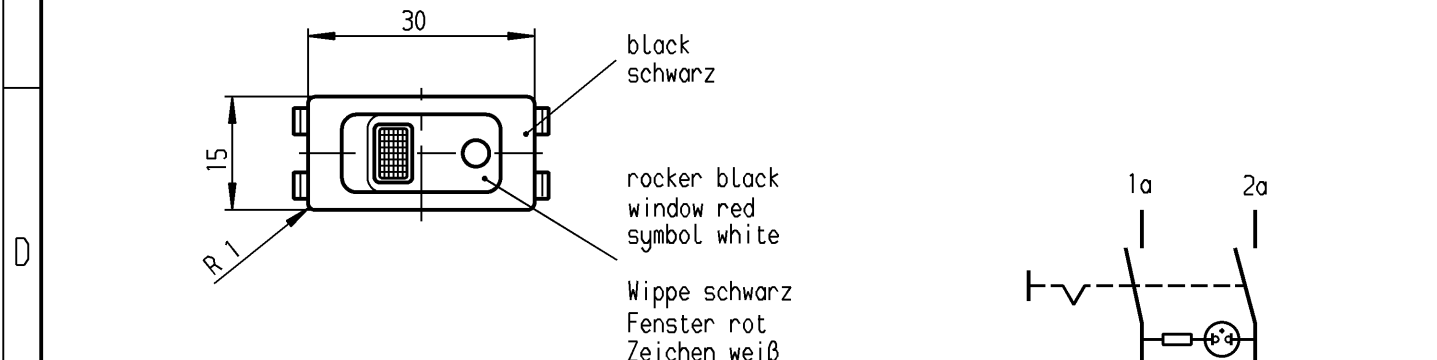 30
black
schwarz
15
rocker black
window red
symbol white
R 1
Wippe schwarz
Fenster rot
Zeichen weiß
1a
2a
D